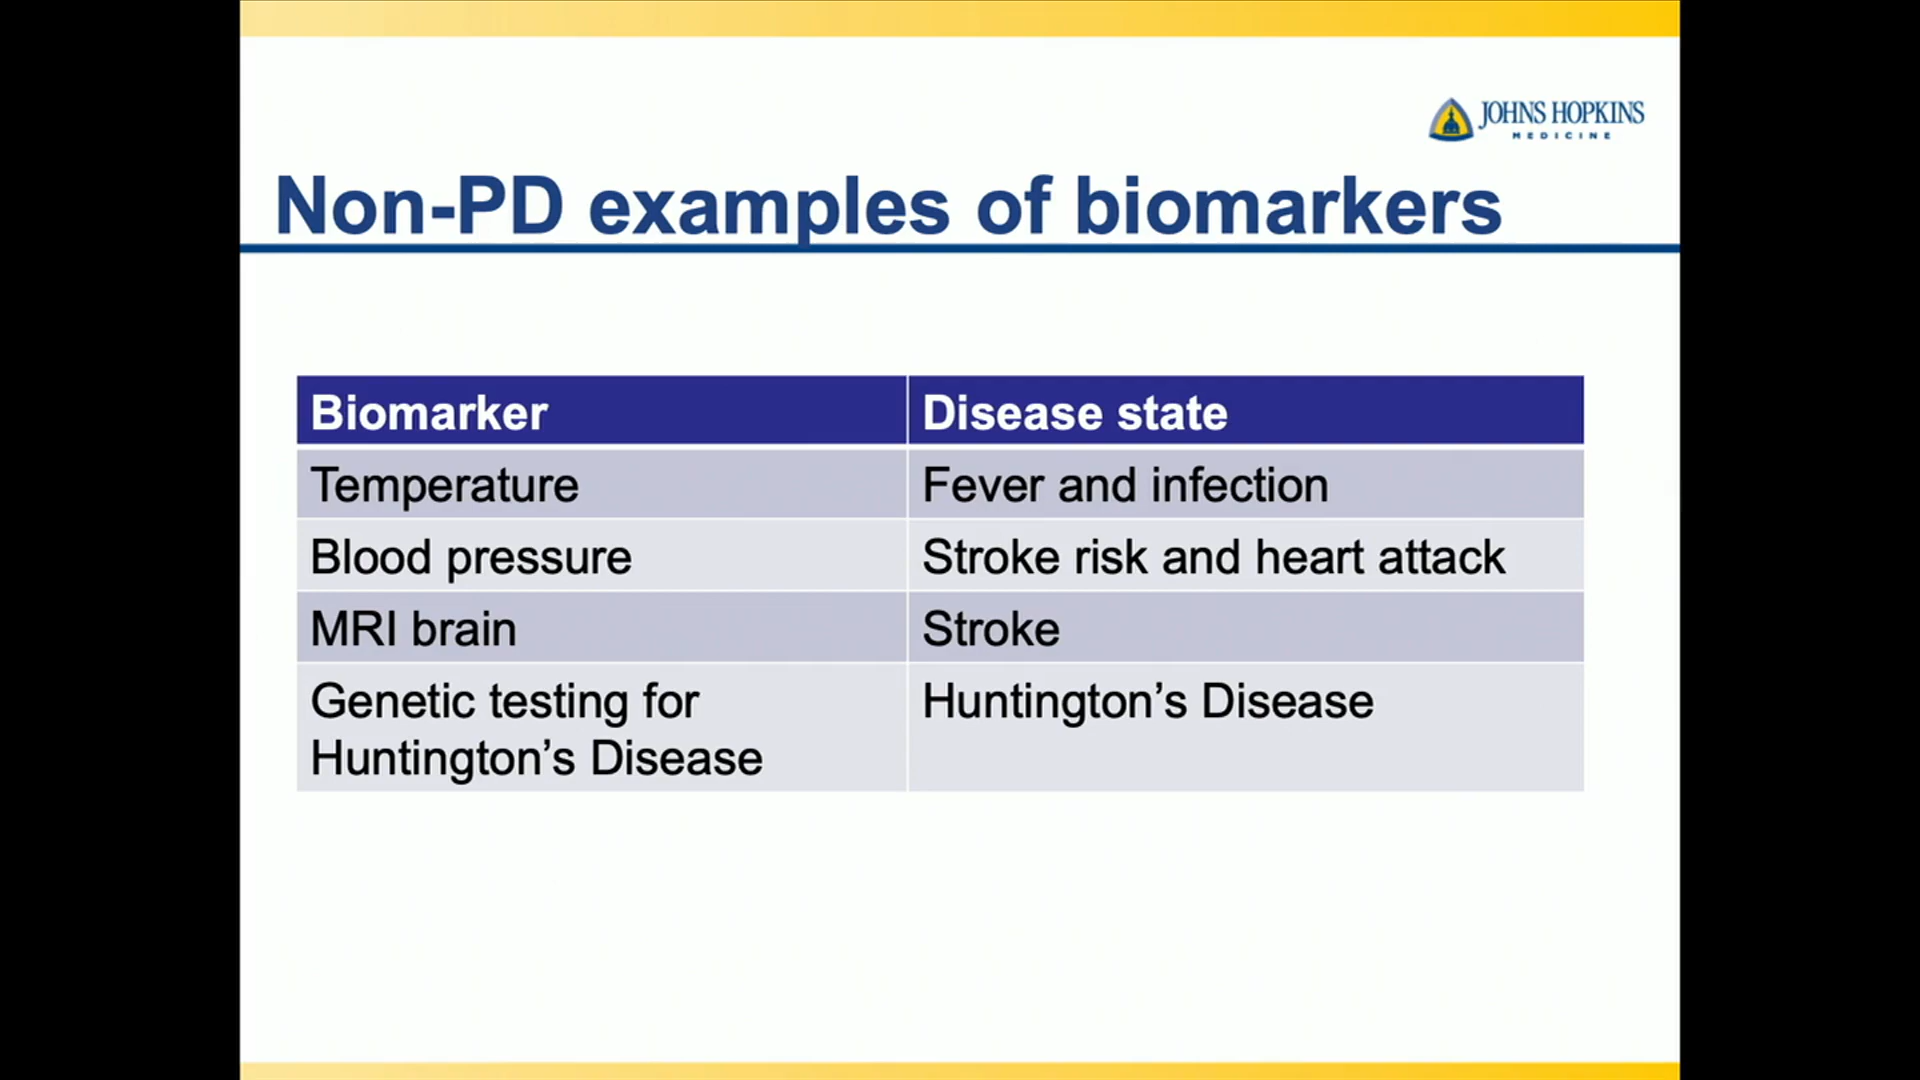 JOHNS HOPKINS
MEDICINE
Non-PD examples of biomarkers
Biomarker
Disease state
Temperature
Fever and infection
Blood pressure
Stroke risk and heart attack
MRI brain
Stroke
Genetic testing for
Huntington’s Disease
Huntington’s Disease